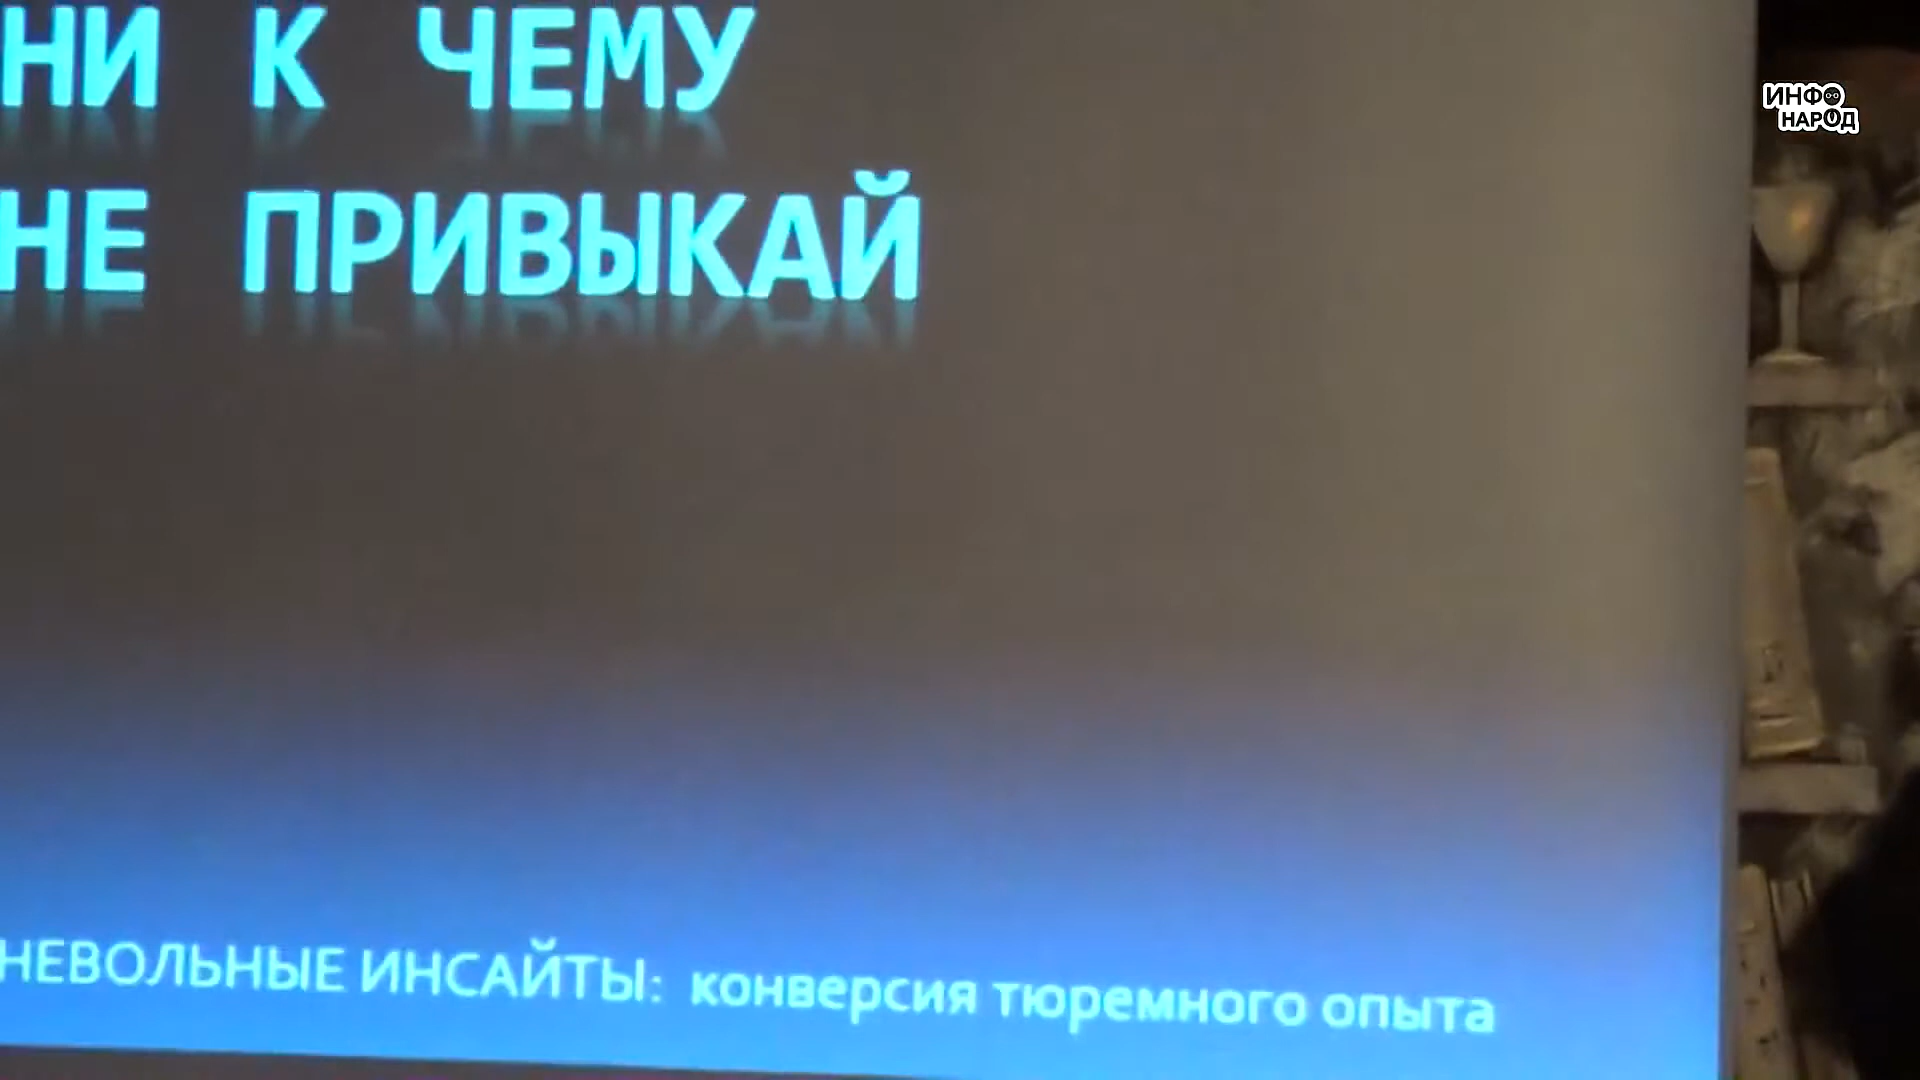 НИ К ЧЕМУ
НЕ ПРИВЫКАЙ
НЕВОЛЬНЫЕ ИНСАЙТЫ: конверсия тюремного опыта
ИНФО
НАРОД